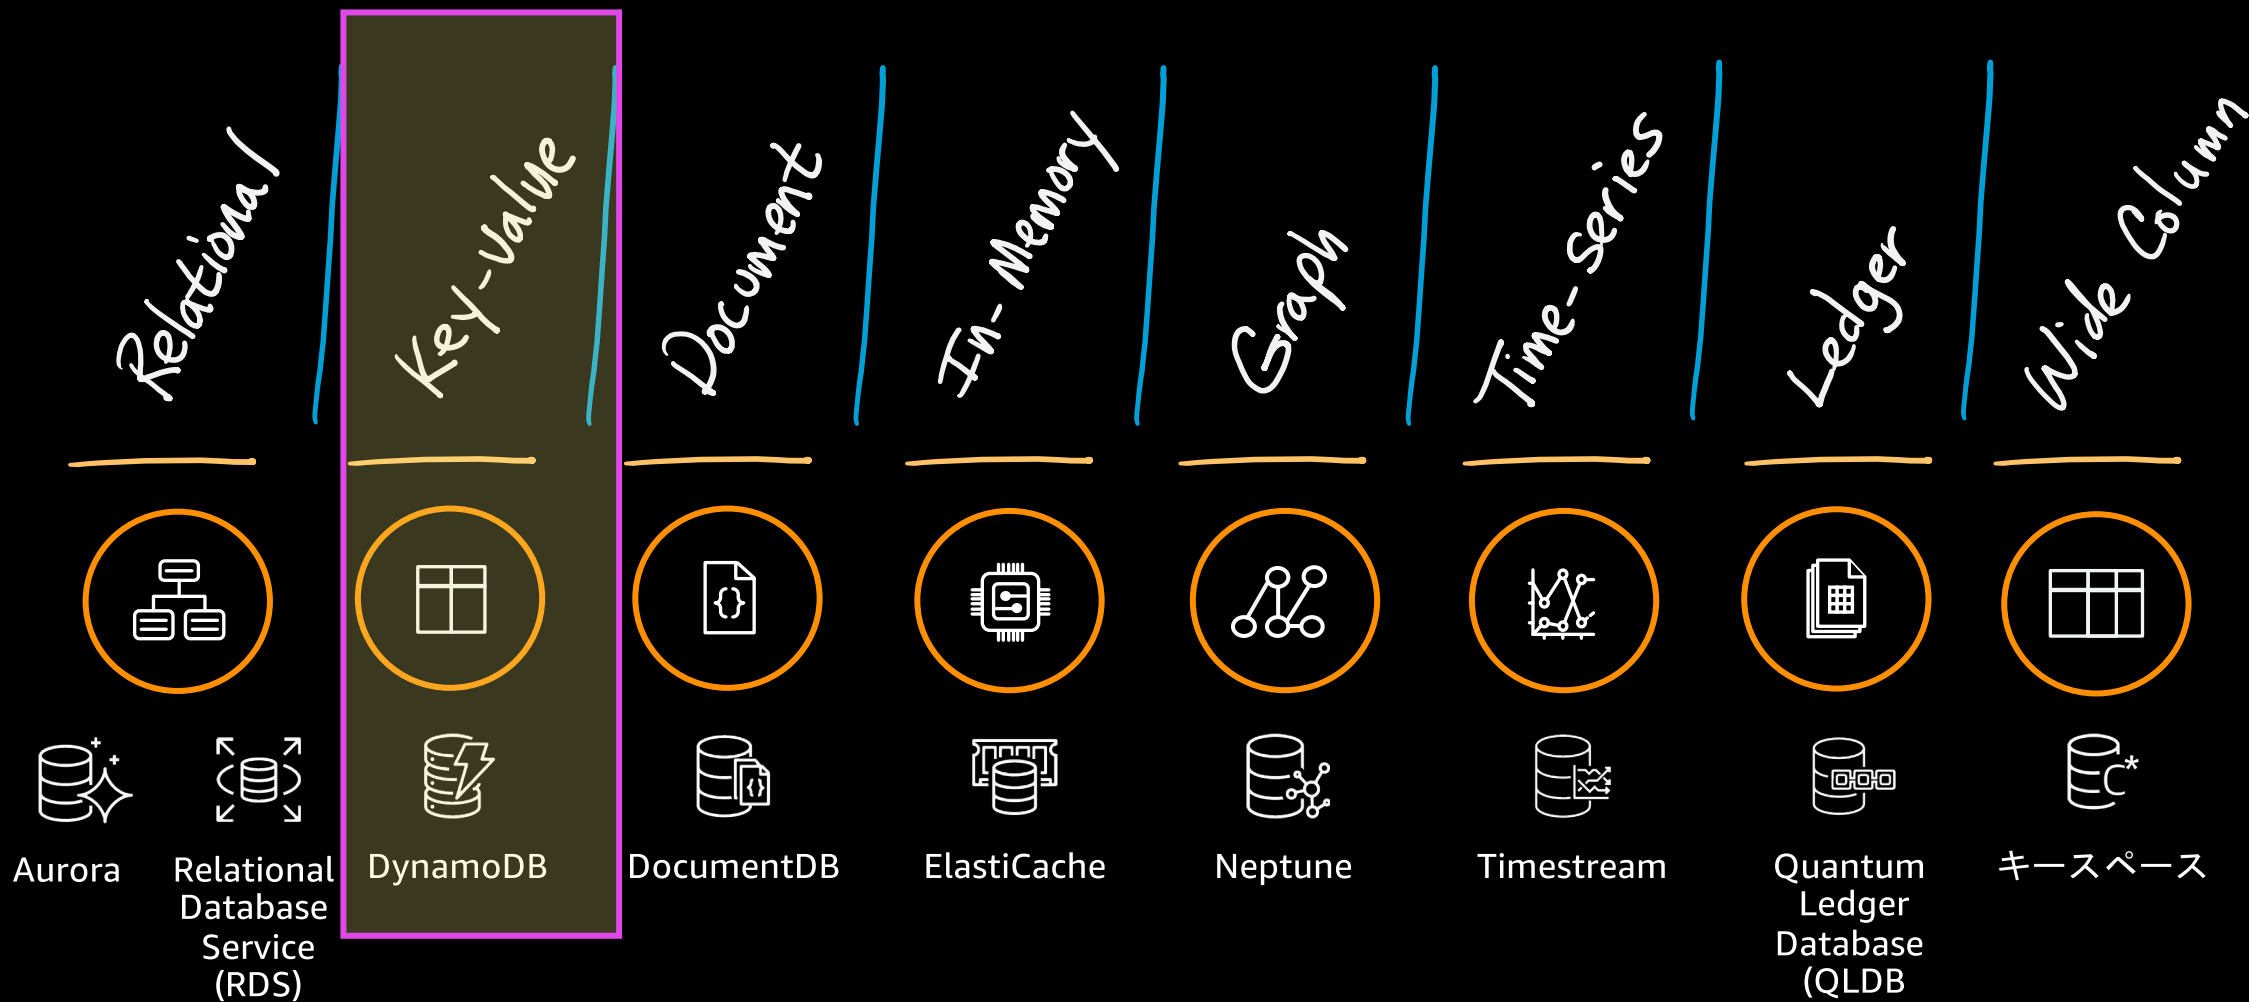 Relational
Key-value
Document
In-Memory
Graph
Time-series
Ledger
Wide Column
{}
{}
C*
Aurora
Relational
Database
Service
(RDS)
DynamoDB
DocumentDB
ElastiCache
Neptune
Timestream
Quantum
Ledger
Database
(QLDB
キースペース